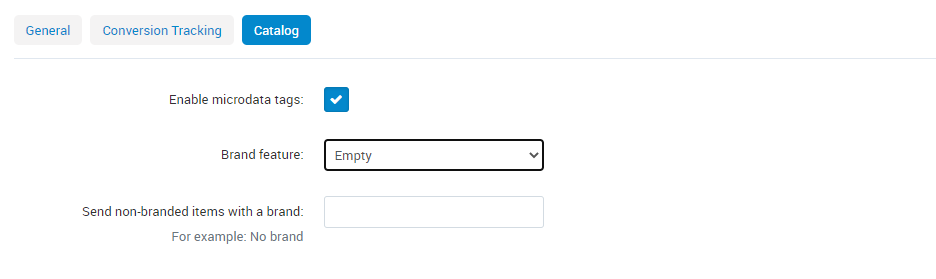 General Conversion Tracking Catalog
Enable microdata tags:
Brand feature: Empty
Send non-branded items with a brand:
For example: No brand